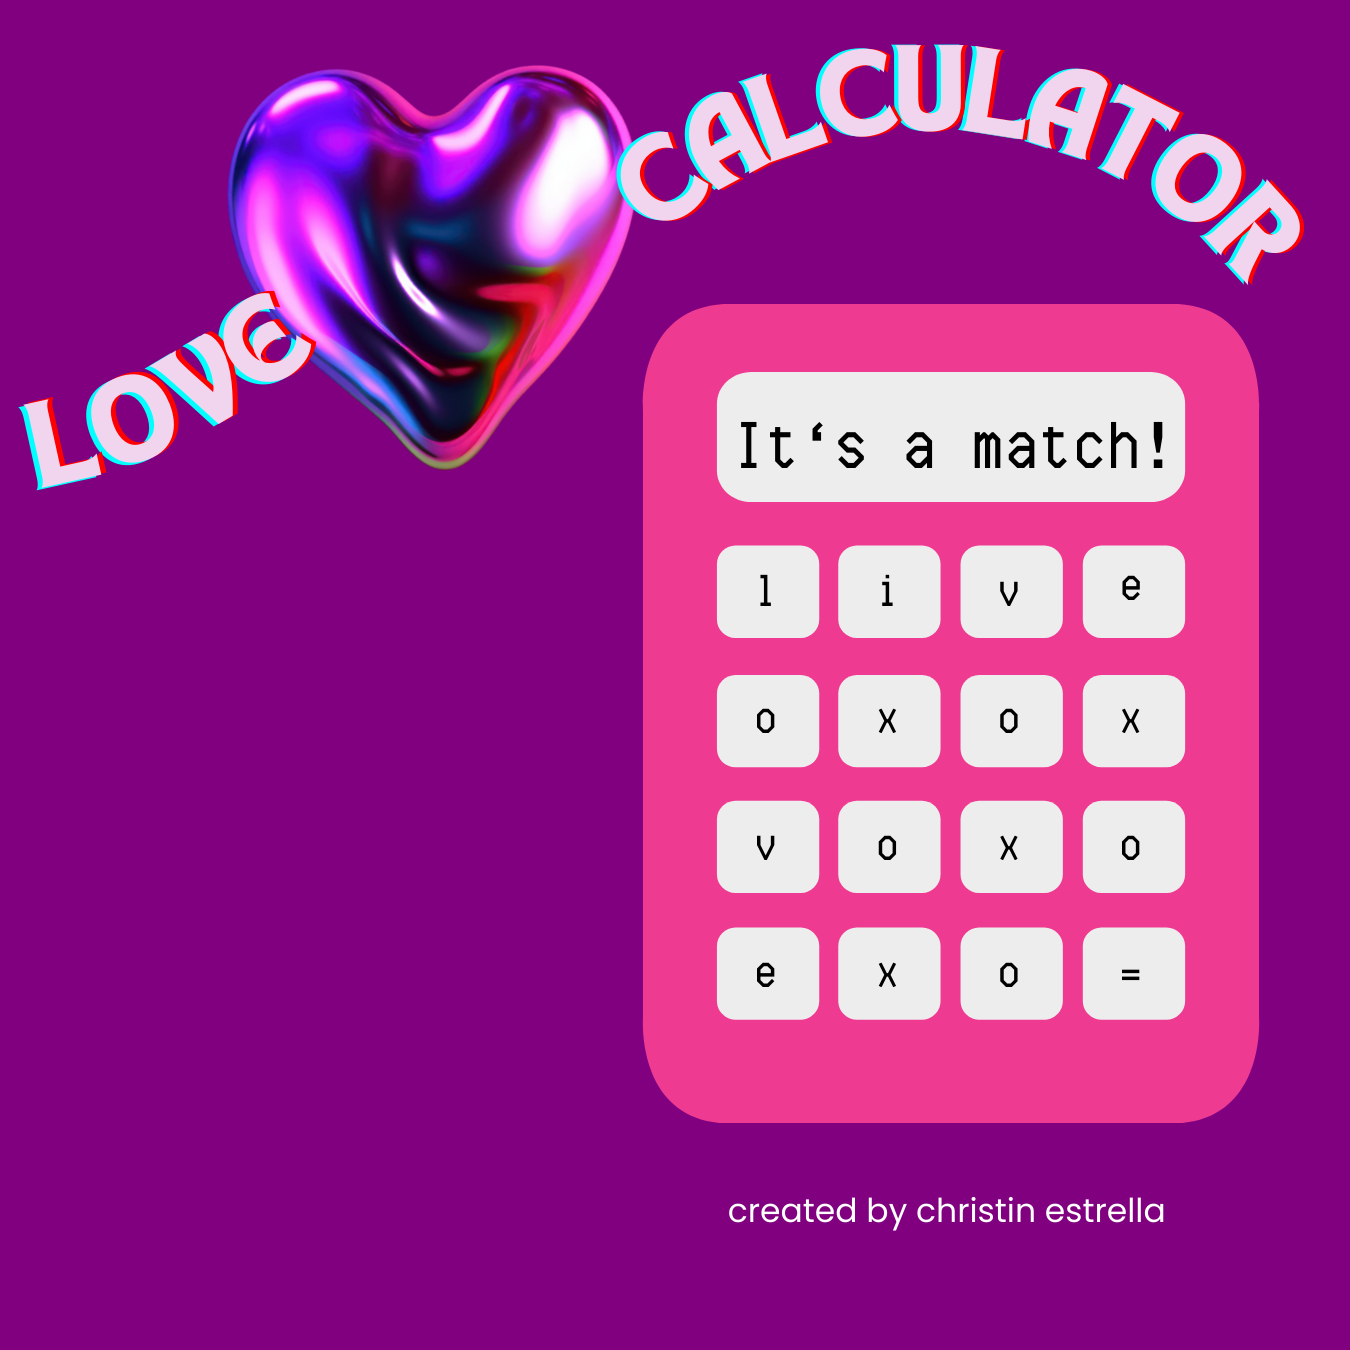 LOVE CALCULATOR
It‘s a match!
l i v e
o x o x
v o x o
e x o =
created by christin estrella